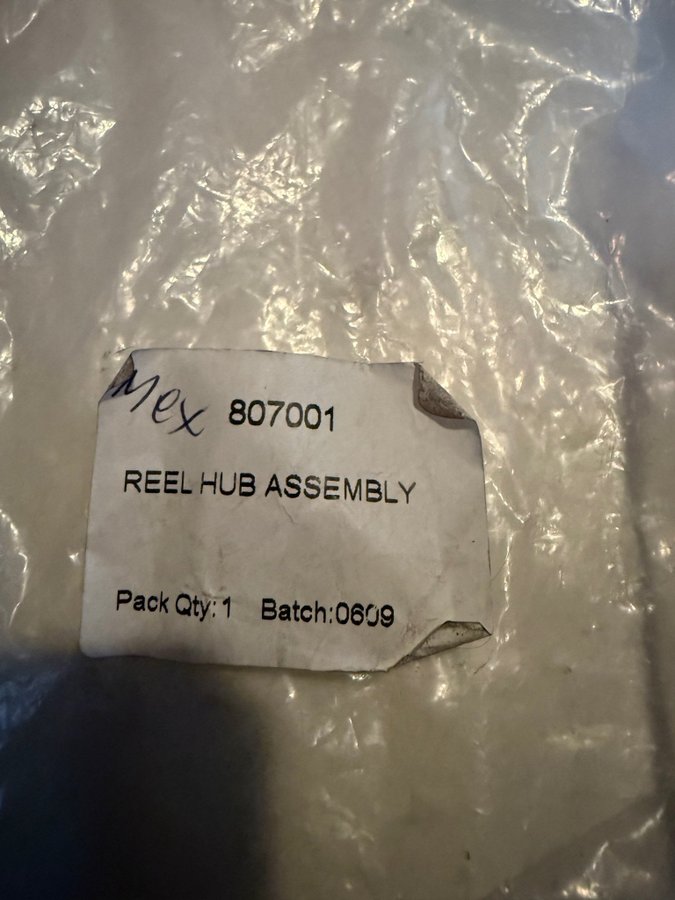 Mex 807001
REEL HUB ASSEMBLY
Pack Qty: 1 Batch:0609